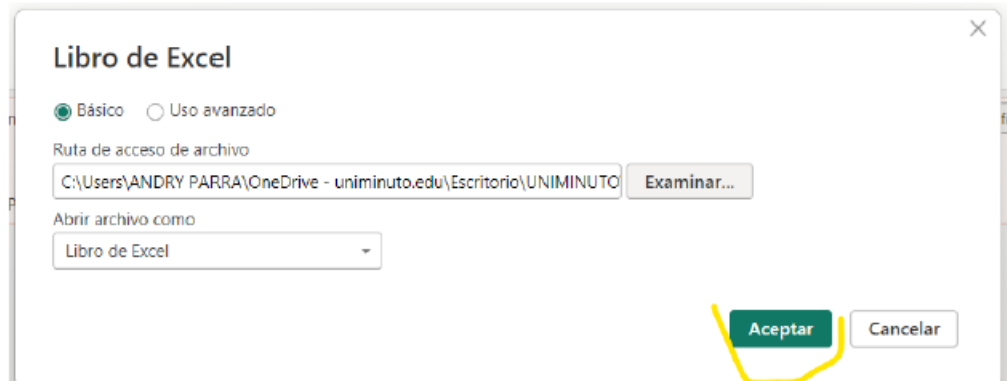 Libro de Excel
Básico Uso avanzado
Ruta de acceso de archivo
C:\Users\ANDRY PARRA\OneDrive - uniminuto.edu\Escritorio\UNIMINUTO Examinar...
Abrir archivo como
Libro de Excel
Aceptar Cancelar